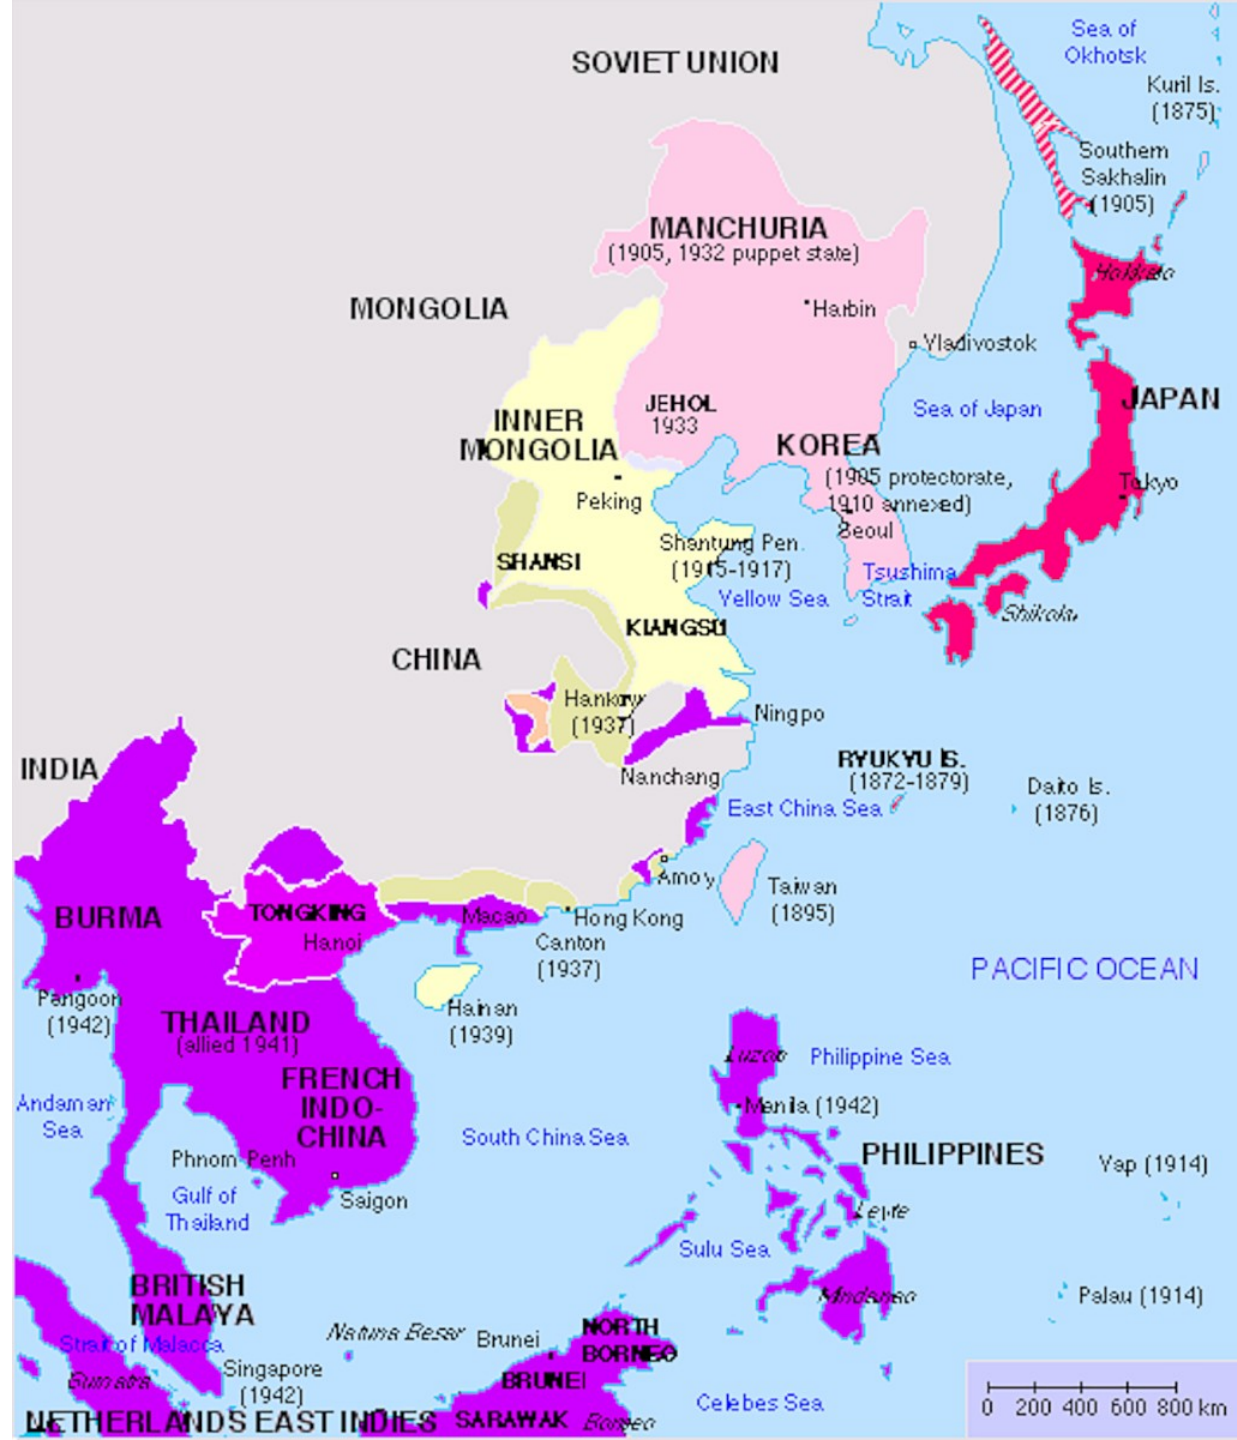 SOVIET UNION
Sea of
Okhotsk
Kuril Is.
(1875)
Southern
Sakhalin
(1905)
MANCHURIA
(1905, 1932 puppet state)
Hokkaido
MONGOLIA
Harbin
Vladivostok
JEHOL
1933
Sea of Japan
JAPAN
INNER
MONGOLIA
KOREA
(1905 protectorate,
1910 annexed)
Seoul
Tokyo
Peking
Shantung Pen.
(1915-1917)
SHANSI
Tsushima
Strait
Yellow Sea
Shikoku
KIANGSU
CHINA
Hankow
(1937)
Ningpo
Nanchang
INDIA
RYUKYU IS.
(1872-1879)
Daito Is.
(1876)
East China Sea
Amoy
Taiwan
(1895)
BURMA
TONGKING
Hanoi
Macao
Hong Kong
Canton
(1937)
PACIFIC OCEAN
Pangoon
(1942)
Hainan
(1939)
THAILAND
(allied 1941)
Luzon
Philippine Sea
FRENCH
INDO-
CHINA
Manila (1942)
Andaman
Sea
South China Sea
PHILIPPINES
Yap (1914)
Phnom Penh
Saigon
Gulf of
Thailand
Leyte
Sulu Sea
BRITISH
MALAYA
Mindanao
Palau (1914)
Strait of Malacca
Natuna Besar
Brunei
NORTH
BORNEO
Singapore
(1942)
Sumatra
BRUNEI
Celebes Sea
NETHERLANDS EAST INDIES
SARAWAK
Borneo
0 200 400 600 800 km